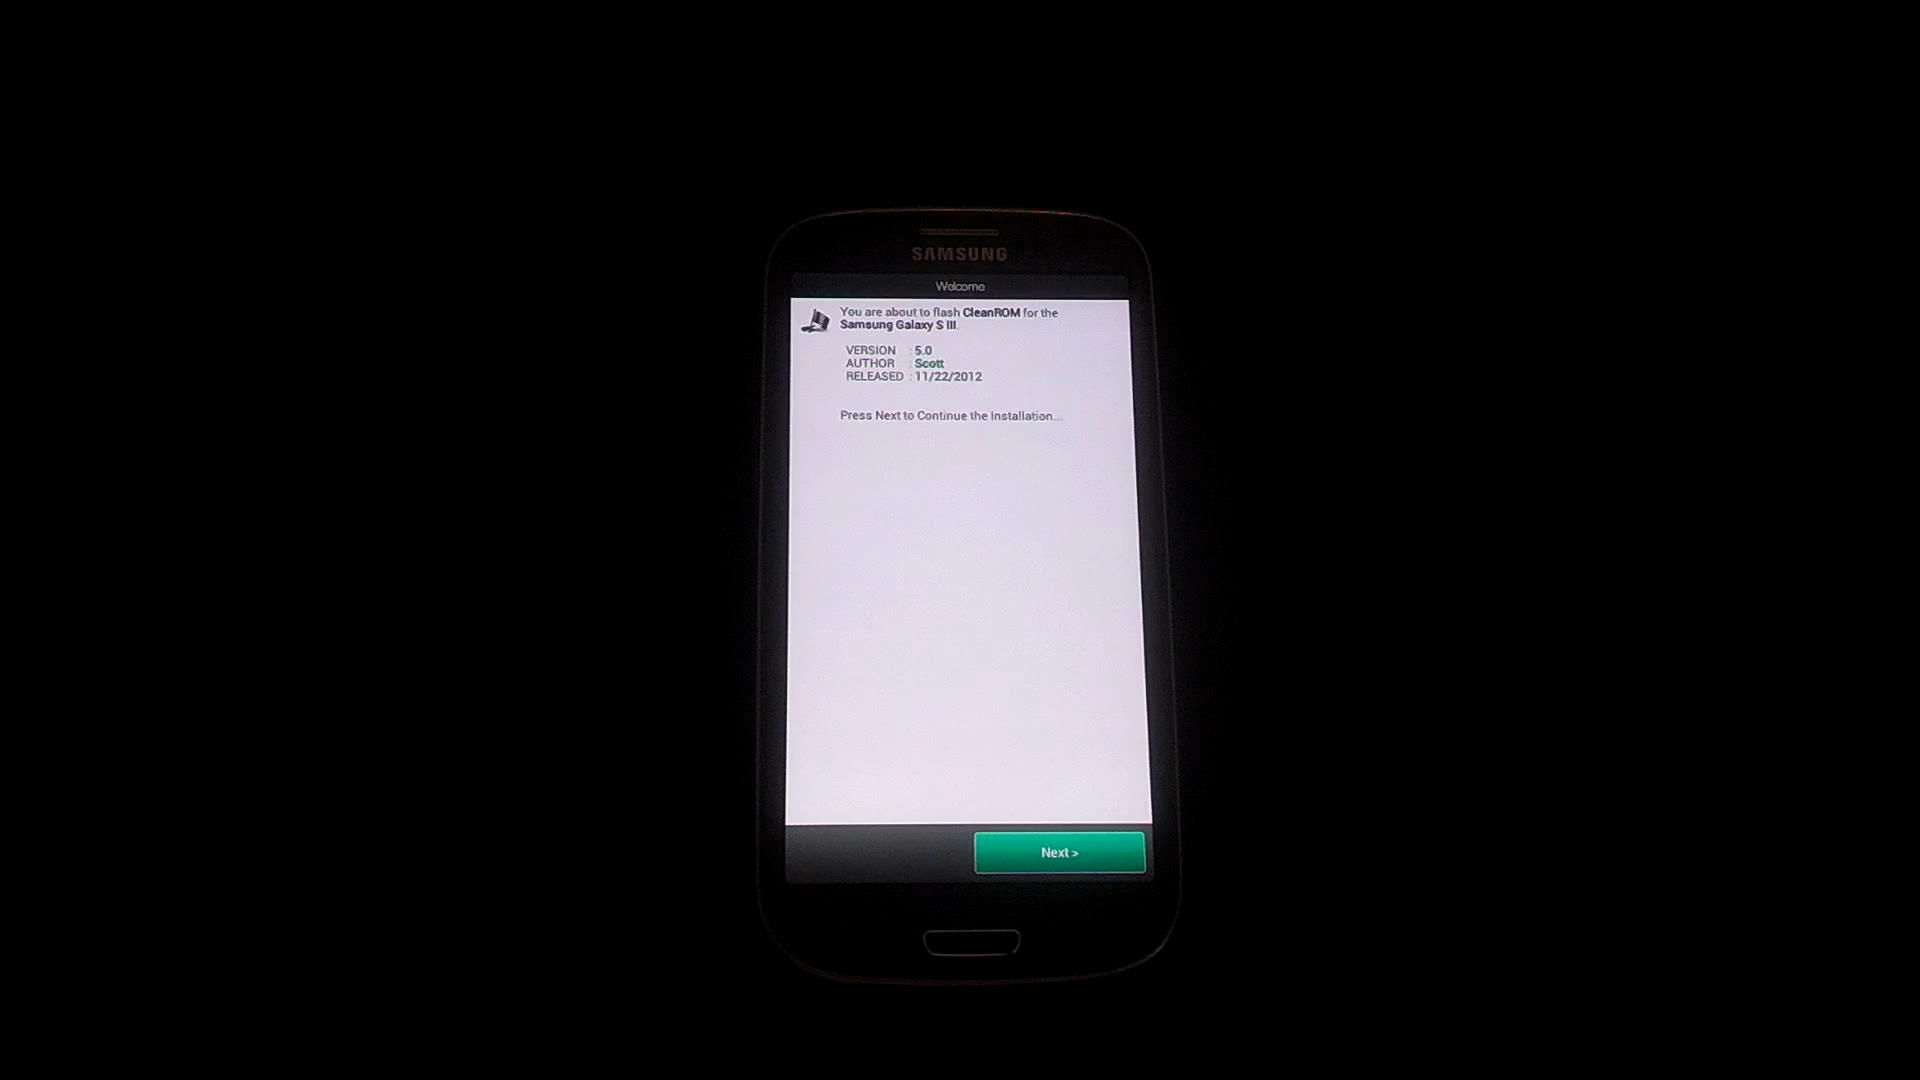 SAMSUNG
Welcome
You are about to flash CleanROM for the
Samsung Galaxy S III.
VERSION : 5.0
AUTHOR : Scott
RELEASED : 11/22/2012
Press Next to Continue the Installation...
Next >